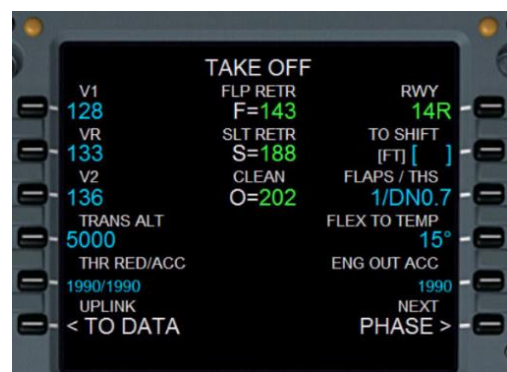 TAKE OFF
V1 FLP RETR RWY
128 F=143 14R
VR SLT RETR TO SHIFT
133 S=188 [FT] [ ]
V2 CLEAN FLAPS / THS
136 O=202 1/DN0.7
TRANS ALT FLEX TO TEMP
5000 15°
THR RED/ACC ENG OUT ACC
1990/1990 1990
UPLINK NEXT
< TO DATA PHASE >